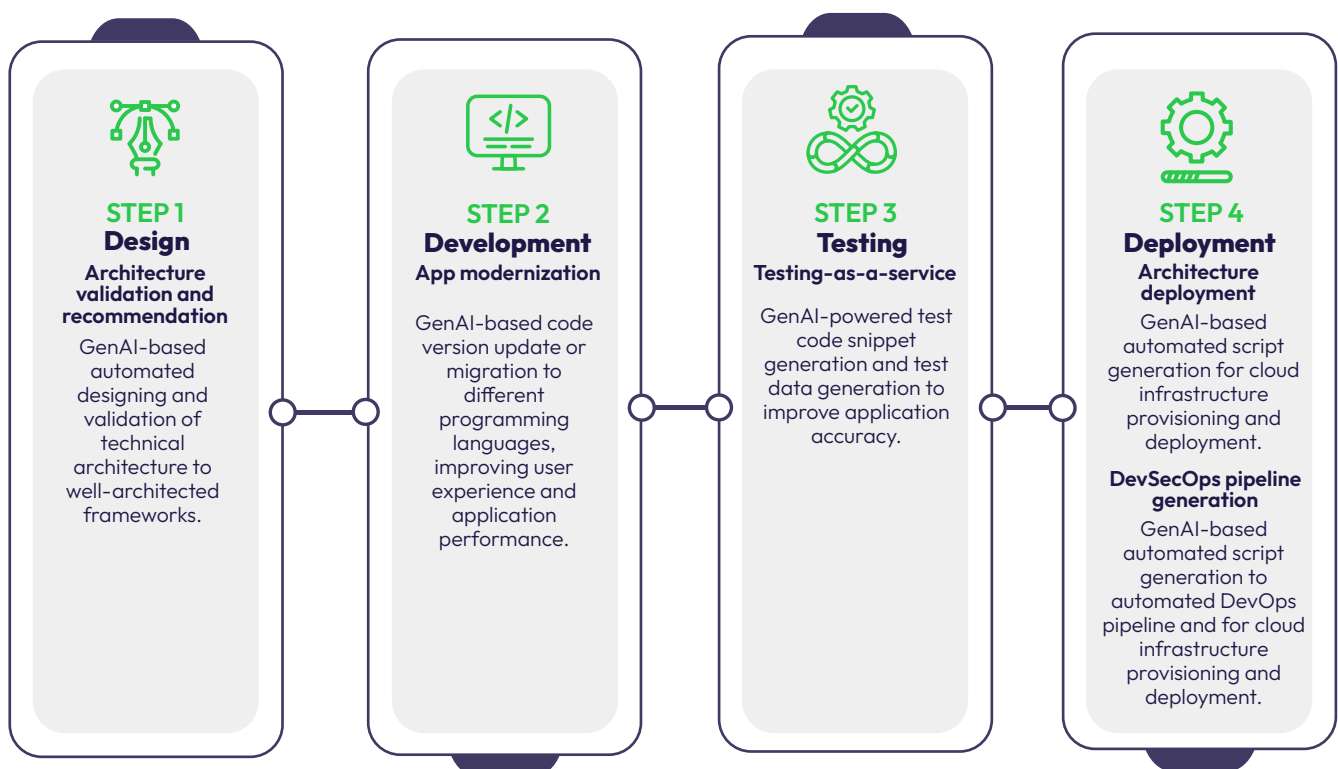 STEP 1
Design
Architecture
validation and
recommendation
GenAI-based
automated
designing and
validation of
technical
architecture to
well-architected
frameworks.
STEP 2
Development
App modernization
GenAI-based code
version update or
migration to
different
programming
languages,
improving user
experience and
application
performance.
STEP 3
Testing
Testing-as-a-service
GenAI-powered test
code snippet
generation and test
data generation to
improve application
accuracy.
STEP 4
Deployment
Architecture
deployment
GenAI-based
automated script
generation for cloud
infrastructure
provisioning and
deployment.
DevSecOps pipeline
generation
GenAI-based
automated script
generation to
automated DevOps
pipeline and for cloud
infrastructure
provisioning and
deployment.